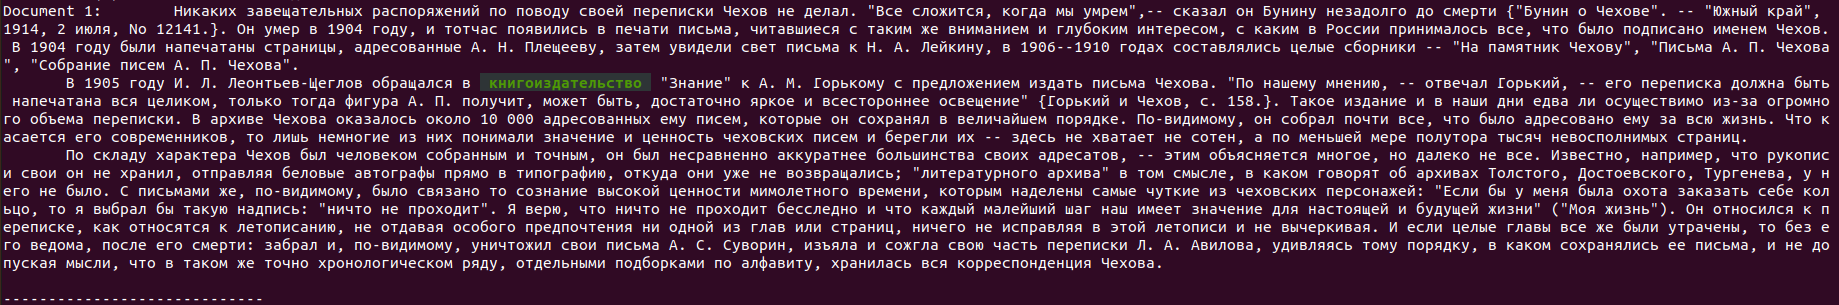 Document 1:        Никаких завещательных распоряжений по поводу своей переписки Чехов не делал. "Все сложится, когда мы умрем",-- сказал он Бунину незадолго до смерти {"Бунин о Чехове". -- "Южный край",
1914, 2 июля, No 12141.}. Он умер в 1904 году, и тотчас появились в печати письма, читавшиеся с таким же вниманием и глубоким интересом, с каким в России принималось все, что было подписано именем Чехов.
В 1904 году были напечатаны страницы, адресованные А. Н. Плещееву, затем увидели свет письма к Н. А. Лейкину, в 1906--1910 годах составлялись целые сборники -- "На памятник Чехову", "Письма А. П. Чехова
", "Собрание писем А. П. Чехова".
В 1905 году И. Л. Леонтьев-Щеглов обращался в книгоиздательство "Знание" к А. М. Горькому с предложением издать письма Чехова. "По нашему мнению, -- отвечал Горький, -- его переписка должна быть
напечатана вся целиком, только тогда фигура А. П. получит, может быть, достаточно яркое и всестороннее освещение" {Горький и Чехов, с. 158.}. Такое издание и в наши дни едва ли осуществимо из-за огромно
го объема переписки. В архиве Чехова оказалось около 10 000 адресованных ему писем, которые он сохранял в величайшем порядке. По-видимому, он собрал почти все, что было адресовано ему за всю жизнь. Что к
асается его современников, то лишь немногие из них понимали значение и ценность чеховских писем и берегли их -- здесь не хватает не сотен, а по меньшей мере полутора тысяч невосполнимых страниц.
По складу характера Чехов был человеком собранным и точным, он был несравненно аккуратнее большинства своих адресатов, -- этим объясняется многое, но далеко не все. Известно, например, что рукопис
и свои он не хранил, отправляя беловые автографы прямо в типографию, откуда они уже не возвращались; "литературного архива" в том смысле, в каком говорят об архивах Толстого, Достоевского, Тургенева, у н
его не было. С письмами же, по-видимому, было связано то сознание высокой ценности мимолетного времени, которым наделены самые чуткие из чеховских персонажей: "Если бы у меня была охота заказать себе кол
ьцо, то я выбрал бы такую надпись: "ничто не проходит". Я верю, что ничто не проходит бесследно и что каждый малейший шаг наш имеет значение для настоящей и будущей жизни" ("Моя жизнь"). Он относился к п
ереписке, как относятся к летописанию, не отдавая особого предпочтения ни одной из глав или страниц, ничего не исправляя в этой летописи и не вычеркивая. И если целые главы все же были утрачены, то без е
го ведома, после его смерти: забрал и, по-видимому, уничтожил свои письма А. С. Суворин, изъяла и сожгла свою часть переписки Л. А. Авилова, удивляясь тому порядку, в каком сохранялись ее письма, и не до
пуская мысли, что в таком же точно хронологическом ряду, отдельными подборками по алфавиту, хранилась вся корреспонденция Чехова.
-----------------------------